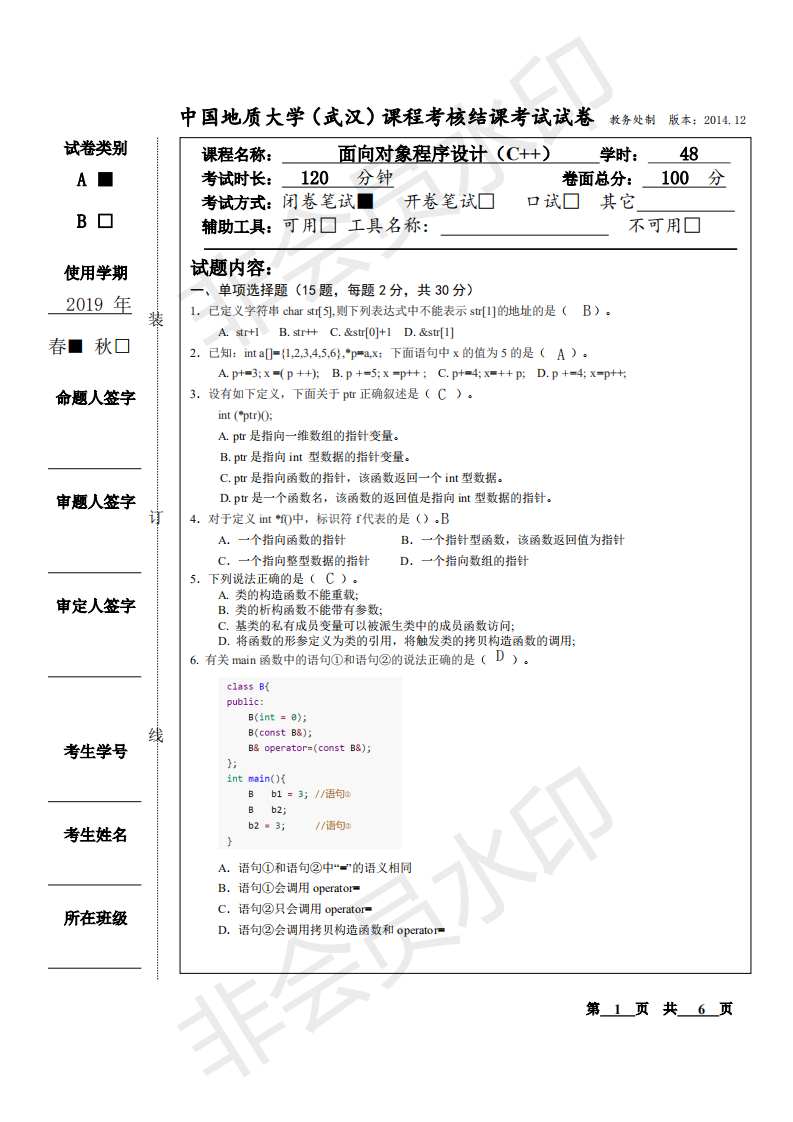 中国地质大学（武汉）课程考核结课考试试卷 教务处制 版本：2014.12
试卷类别
A ■
B □
使用学期
2019 年
春■ 秋□
命题人签字
审题人签字
审定人签字
考生学号
考生姓名
所在班级
装
订
线
课程名称： 面向对象程序设计（C++） 学时： 48
考试时长： 120 分钟 卷面总分： 100 分
考试方式：闭卷笔试■ 开卷笔试□ 口试□ 其它
辅助工具：可用□ 工具名称： 不可用□
试题内容：
一、单项选择题（15 题，每题 2 分，共 30 分）
1．已定义字符串 char str[5],则下列表达式中不能表示 str[1]的地址的是（ B ）。
A. str+1 B. str++ C. &str[0]+1 D. &str[1]
2．已知：int a[]={1,2,3,4,5,6},*p=a,x；下面语句中 x 的值为 5 的是（ A ）。
A. p+=3; x =( p ++); B. p +=5; x =p++ ; C. p+=4; x=++ p; D. p +=4; x=p++;
3．设有如下定义，下面关于 ptr 正确叙述是（ C ）。
int (*ptr)();
A. ptr 是指向一维数组的指针变量。
B. ptr 是指向 int 型数据的指针变量。
C. ptr 是指向函数的指针，该函数返回一个 int 型数据。
D. ptr 是一个函数名，该函数的返回值是指向 int 型数据的指针。
4．对于定义 int *f()中，标识符 f 代表的是（）。B
A．一个指向函数的指针 B．一个指针型函数，该函数返回值为指针
C．一个指向整型数据的指针 D．一个指向数组的指针
5．下列说法正确的是（ C ）。
A. 类的构造函数不能重载;
B. 类的析构函数不能带有参数;
C. 基类的私有成员变量可以被派生类中的成员函数访问;
D. 将函数的形参定义为类的引用，将触发类的拷贝构造函数的调用;
6. 有关 main 函数中的语句①和语句②的说法正确的是（ D ）。
class B{
public:
B(int = 0);
B(const B&);
B& operator=(const B&);
};
int main(){
B b1 = 3; //语句①
B b2;
b2 = 3; //语句②
}
A．语句①和语句②中“=”的语义相同
B．语句①会调用 operator=
C．语句②只会调用 operator=
D．语句②会调用拷贝构造函数和 operator=
第 1 页 共 6 页
非会员水印
非会员水印